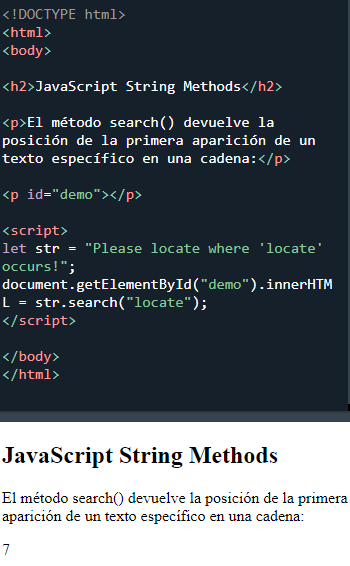 <!DOCTYPE html>
<html>
<body>
<h2>JavaScript String Methods</h2>
<p>El método search() devuelve la
posición de la primera aparición de un
texto específico en una cadena:</p>
<p id="demo"></p>
<script>
let str = "Please locate where 'locate'
occurs!";
document.getElementById("demo").innerHTM
L = str.search("locate");
</script>
</body>
</html>
JavaScript String Methods
El método search() devuelve la posición de la primera
aparición de un texto específico en una cadena:
7